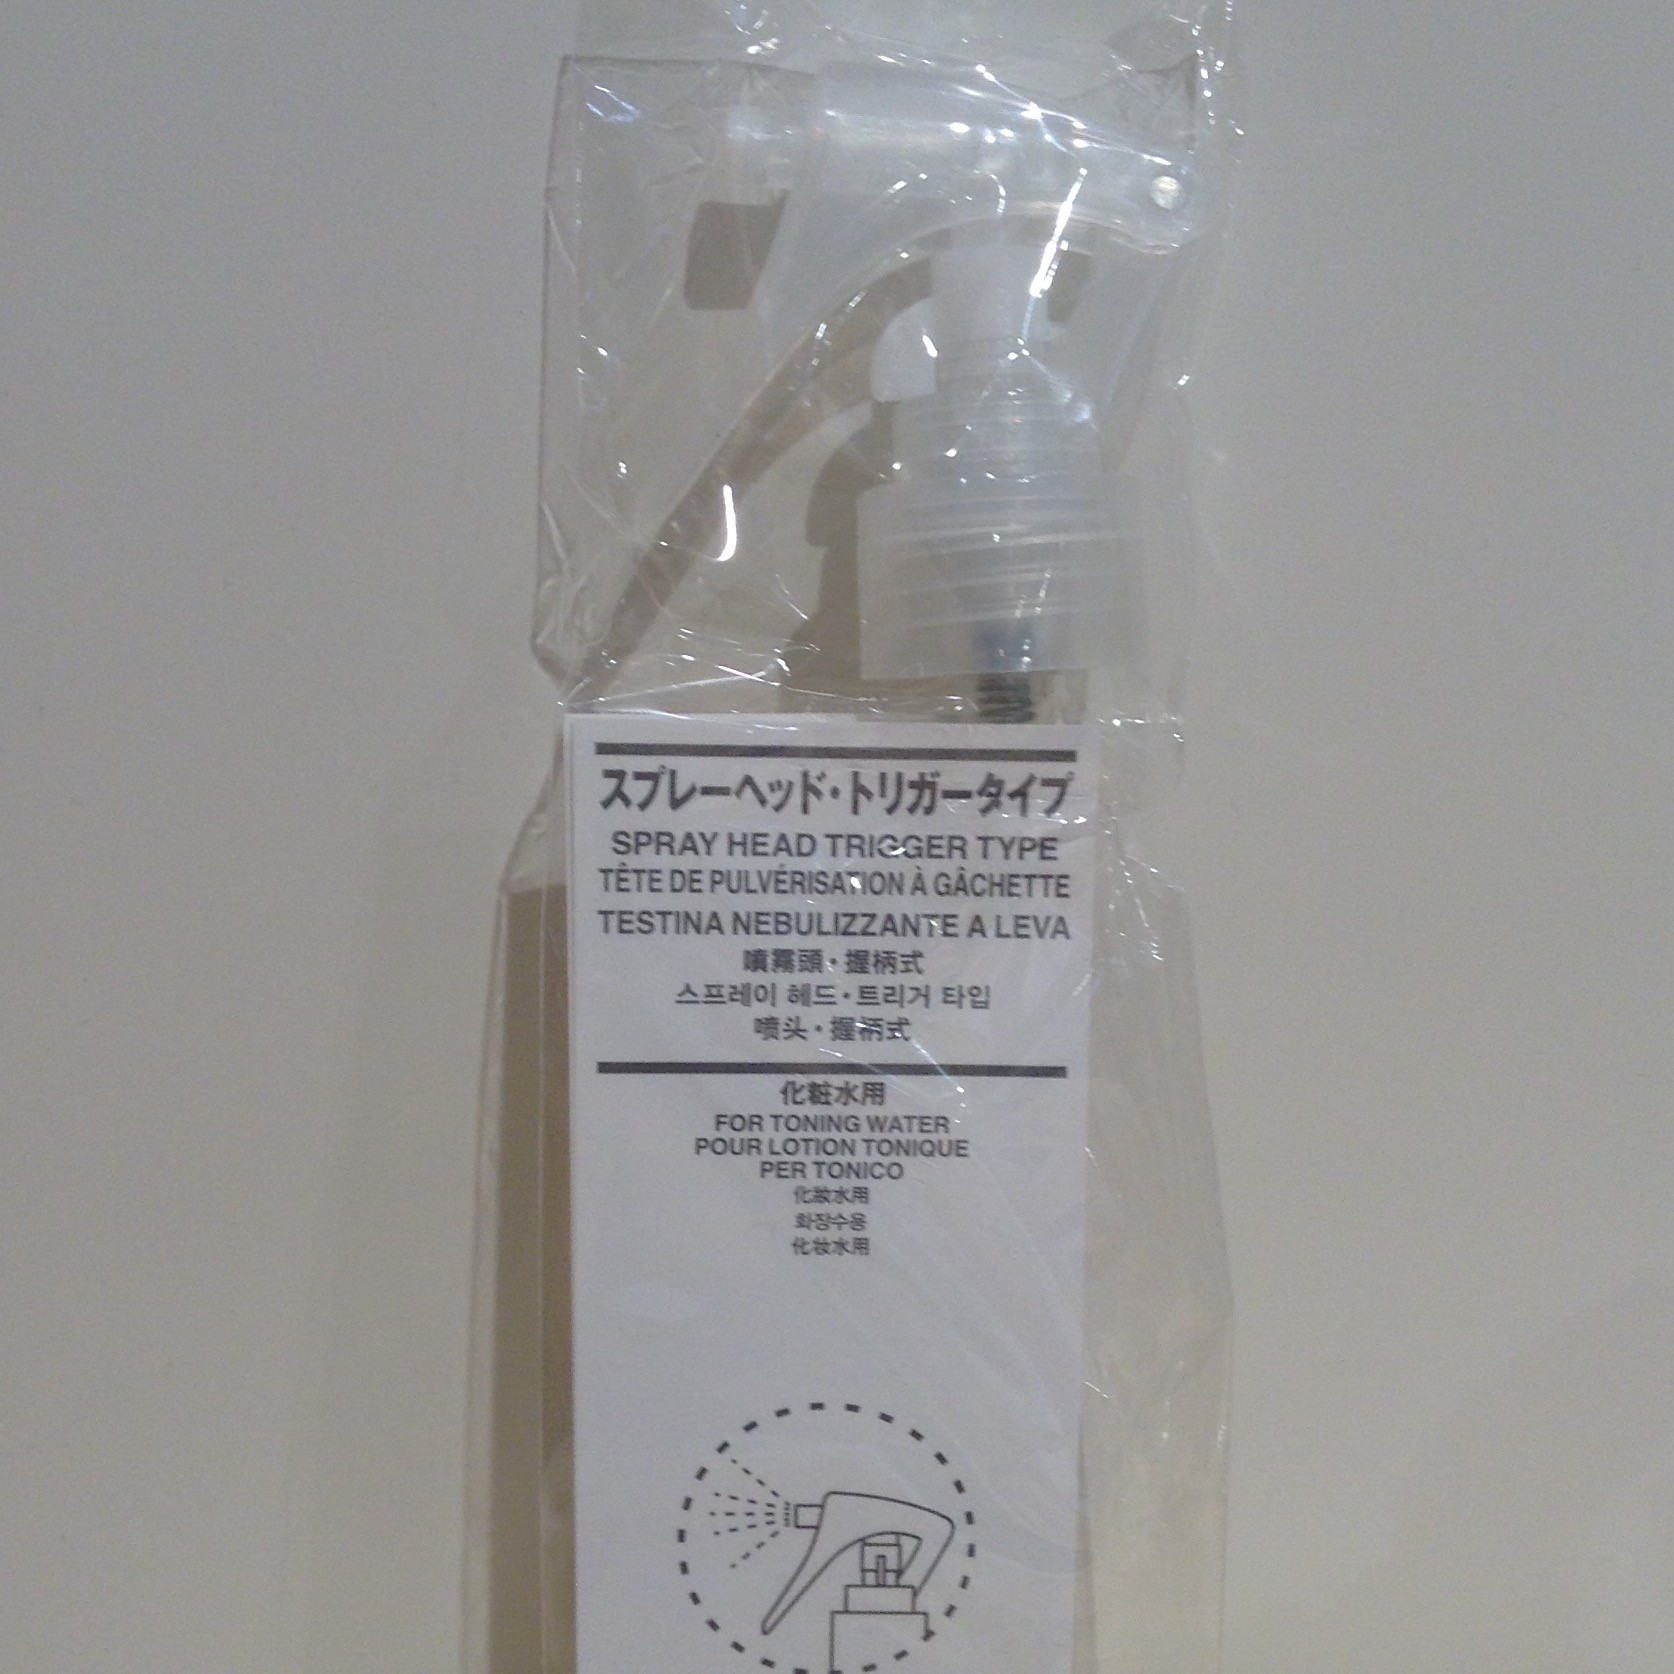 スプレーヘッド・トリガータイプ
SPRAY HEAD TRIGGER TYPE
TÊTE DE PULVÉRISATION À GÂCHETTE
TESTINA NEBULIZZANTE A LEVA
噴霧頭・握柄式
스프레이 헤드・트리거 타입
喷头・握柄式
化粧水用
FOR TONING WATER
POUR LOTION TONIQUE
PER TONICO
化妝水用
화장수용
化妆水用